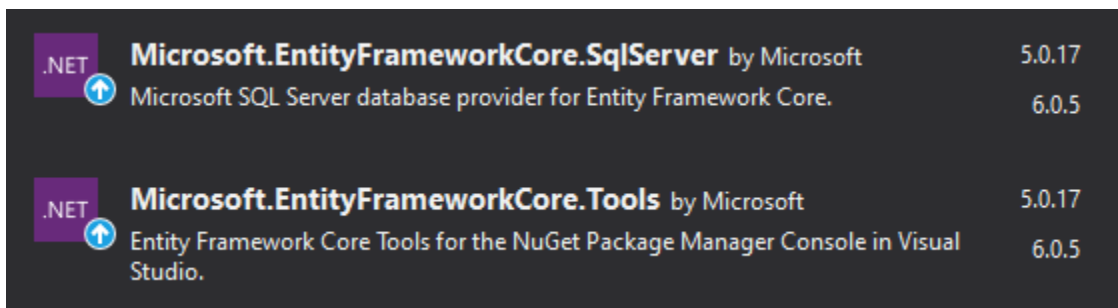 .NET
Microsoft.EntityFrameworkCore.SqlServer by Microsoft 5.0.17
Microsoft SQL Server database provider for Entity Framework Core. 6.0.5
.NET
Microsoft.EntityFrameworkCore.Tools by Microsoft 5.0.17
Entity Framework Core Tools for the NuGet Package Manager Console in Visual 6.0.5
Studio.